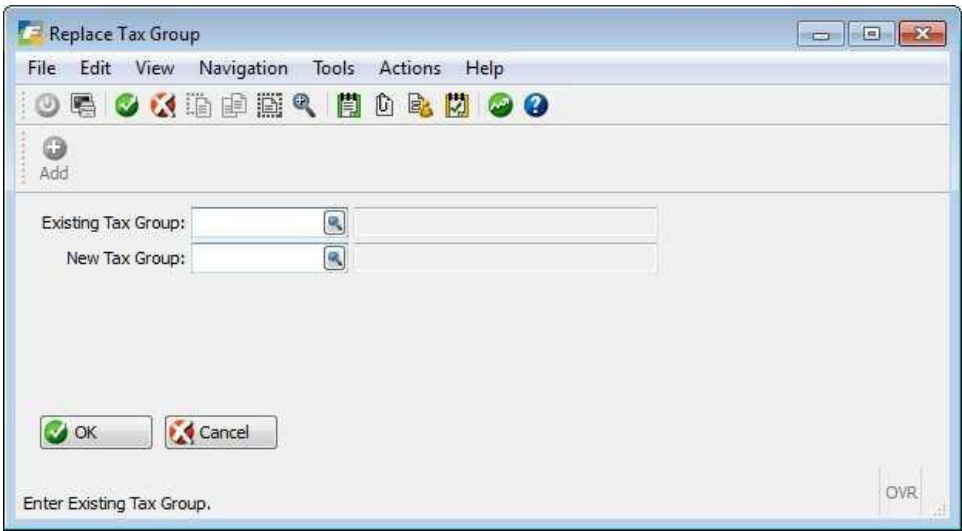 Replace Tax Group
File Edit View Navigation Tools Actions Help
Add
Existing Tax Group:
New Tax Group:
OK Cancel
Enter Existing Tax Group.
OVR